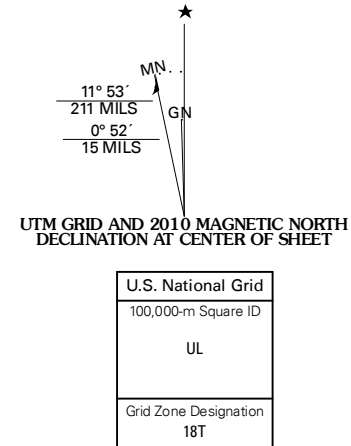 ★
MN
11° 53´
211 MILS
GN
0° 52´
15 MILS
UTM GRID AND 2010 MAGNETIC NORTH
DECLINATION AT CENTER OF SHEET
U.S. National Grid
100,000-m Square ID
UL
Grid Zone Designation
18T